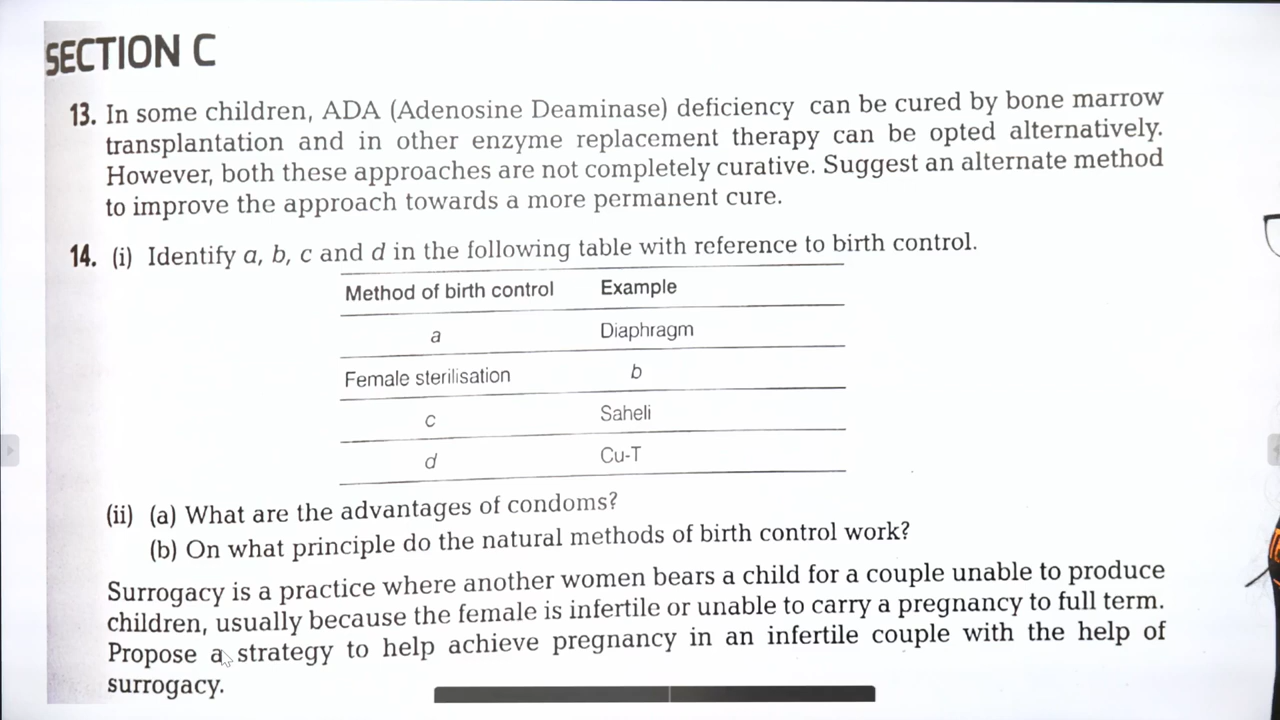 SECTION C
13. In some children, ADA (Adenosine Deaminase) deficiency can be cured by bone marrow
transplantation and in other enzyme replacement therapy can be opted alternatively.
However, both these approaches are not completely curative. Suggest an alternate method
to improve the approach towards a more permanent cure.
14. (i) Identify a, b, c and d in the following table with reference to birth control.
Method of birth control Example
a Diaphragm
Female sterilisation b
c Saheli
d Cu-T
(ii) (a) What are the advantages of condoms?
(b) On what principle do the natural methods of birth control work?
Surrogacy is a practice where another women bears a child for a couple unable to produce
children, usually because the female is infertile or unable to carry a pregnancy to full term.
Propose a strategy to help achieve pregnancy in an infertile couple with the help of
surrogacy.